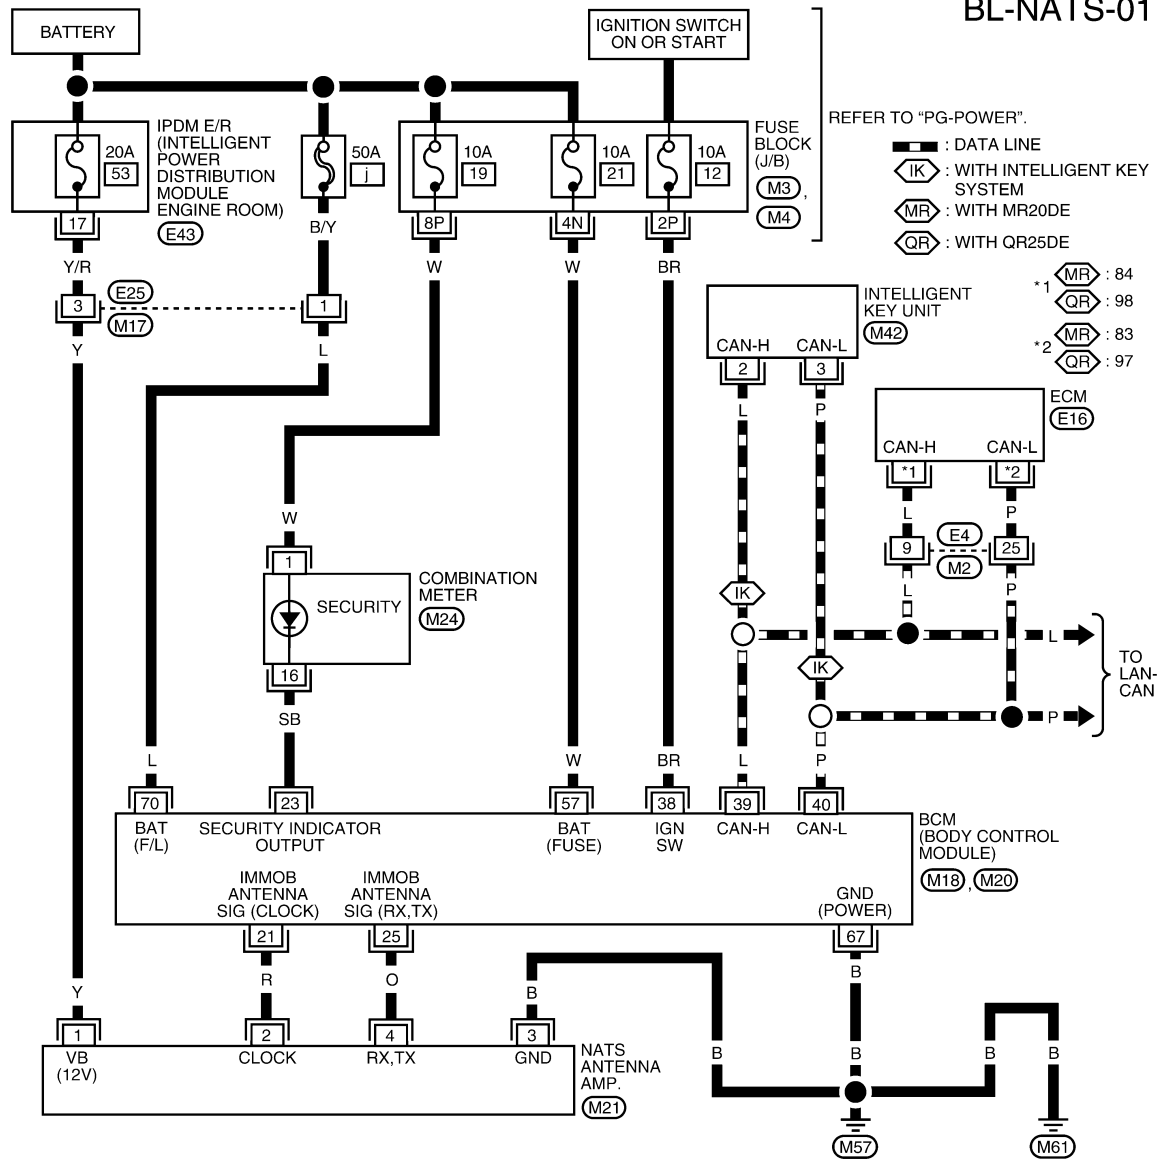 BL-NATS-01
BATTERY
IGNITION SWITCH
ON OR START
IPDM E/R
(INTELLIGENT
POWER
DISTRIBUTION
MODULE
ENGINE ROOM)
E43
20A
53
50A
j
10A
19
10A
21
10A
12
FUSE
BLOCK
(J/B)
M3 ,
M4
REFER TO “PG-POWER”.
: DATA LINE
IK : WITH INTELLIGENT KEY
SYSTEM
MR : WITH MR20DE
QR : WITH QR25DE
*1
MR : 84
QR : 98
*2
MR : 83
QR : 97
17
B/Y
8P
4N
2P
Y/R
W
W
BR
3
E25
M17
1
Y
L
INTELLIGENT
KEY UNIT
M42
CAN-H
CAN-L
2
3
L
P
ECM
E16
CAN-H
CAN-L
*1
*2
L
P
9
E4
M2
25
L
P
W
1
COMBINATION
METER
M24
SECURITY
16
SB
IK
IK
L
P
TO
LAN-
CAN
L
W
BR
L
P
70
23
57
38
39
40
BAT
(F/L)
SECURITY INDICATOR
OUTPUT
BAT
(FUSE)
IGN
SW
CAN-H
CAN-L
BCM
(BODY CONTROL
MODULE)
M18 , M20
IMMOB
ANTENNA
SIG (CLOCK)
IMMOB
ANTENNA
SIG (RX,TX)
GND
(POWER)
21
25
67
R
O
B
B
Y
1
2
4
3
VB
(12V)
CLOCK
RX,TX
GND
NATS
ANTENNA
AMP.
M21
B
B
B
B
M57
M61